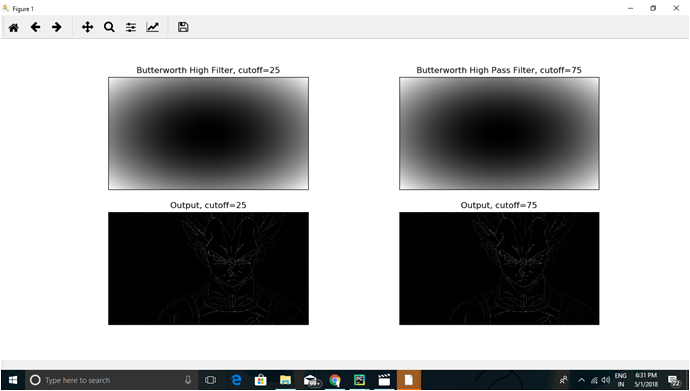 Figure 1
Butterworth High Filter, cutoff=25
Butterworth High Pass Filter, cutoff=75
Output, cutoff=25
Output, cutoff=75
Type here to search
99+
ENG
IN
6:31 PM
5/1/2018
22